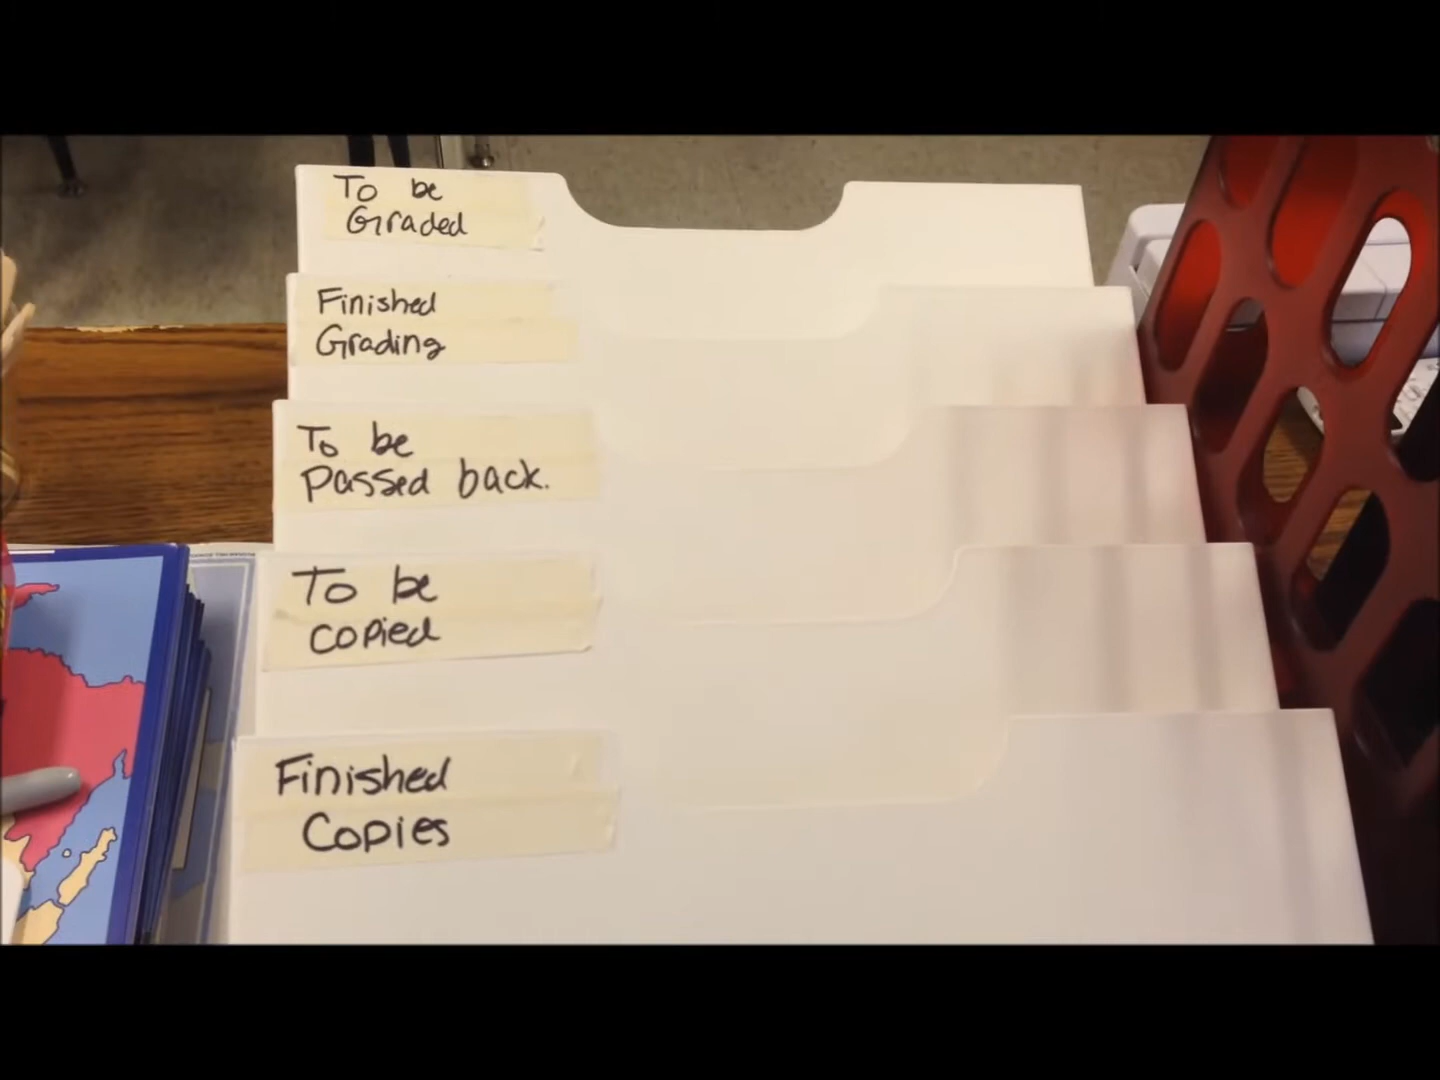 To be
Graded
Finished
Grading
To be
Passed back.
To be
Copied
Finished
Copies